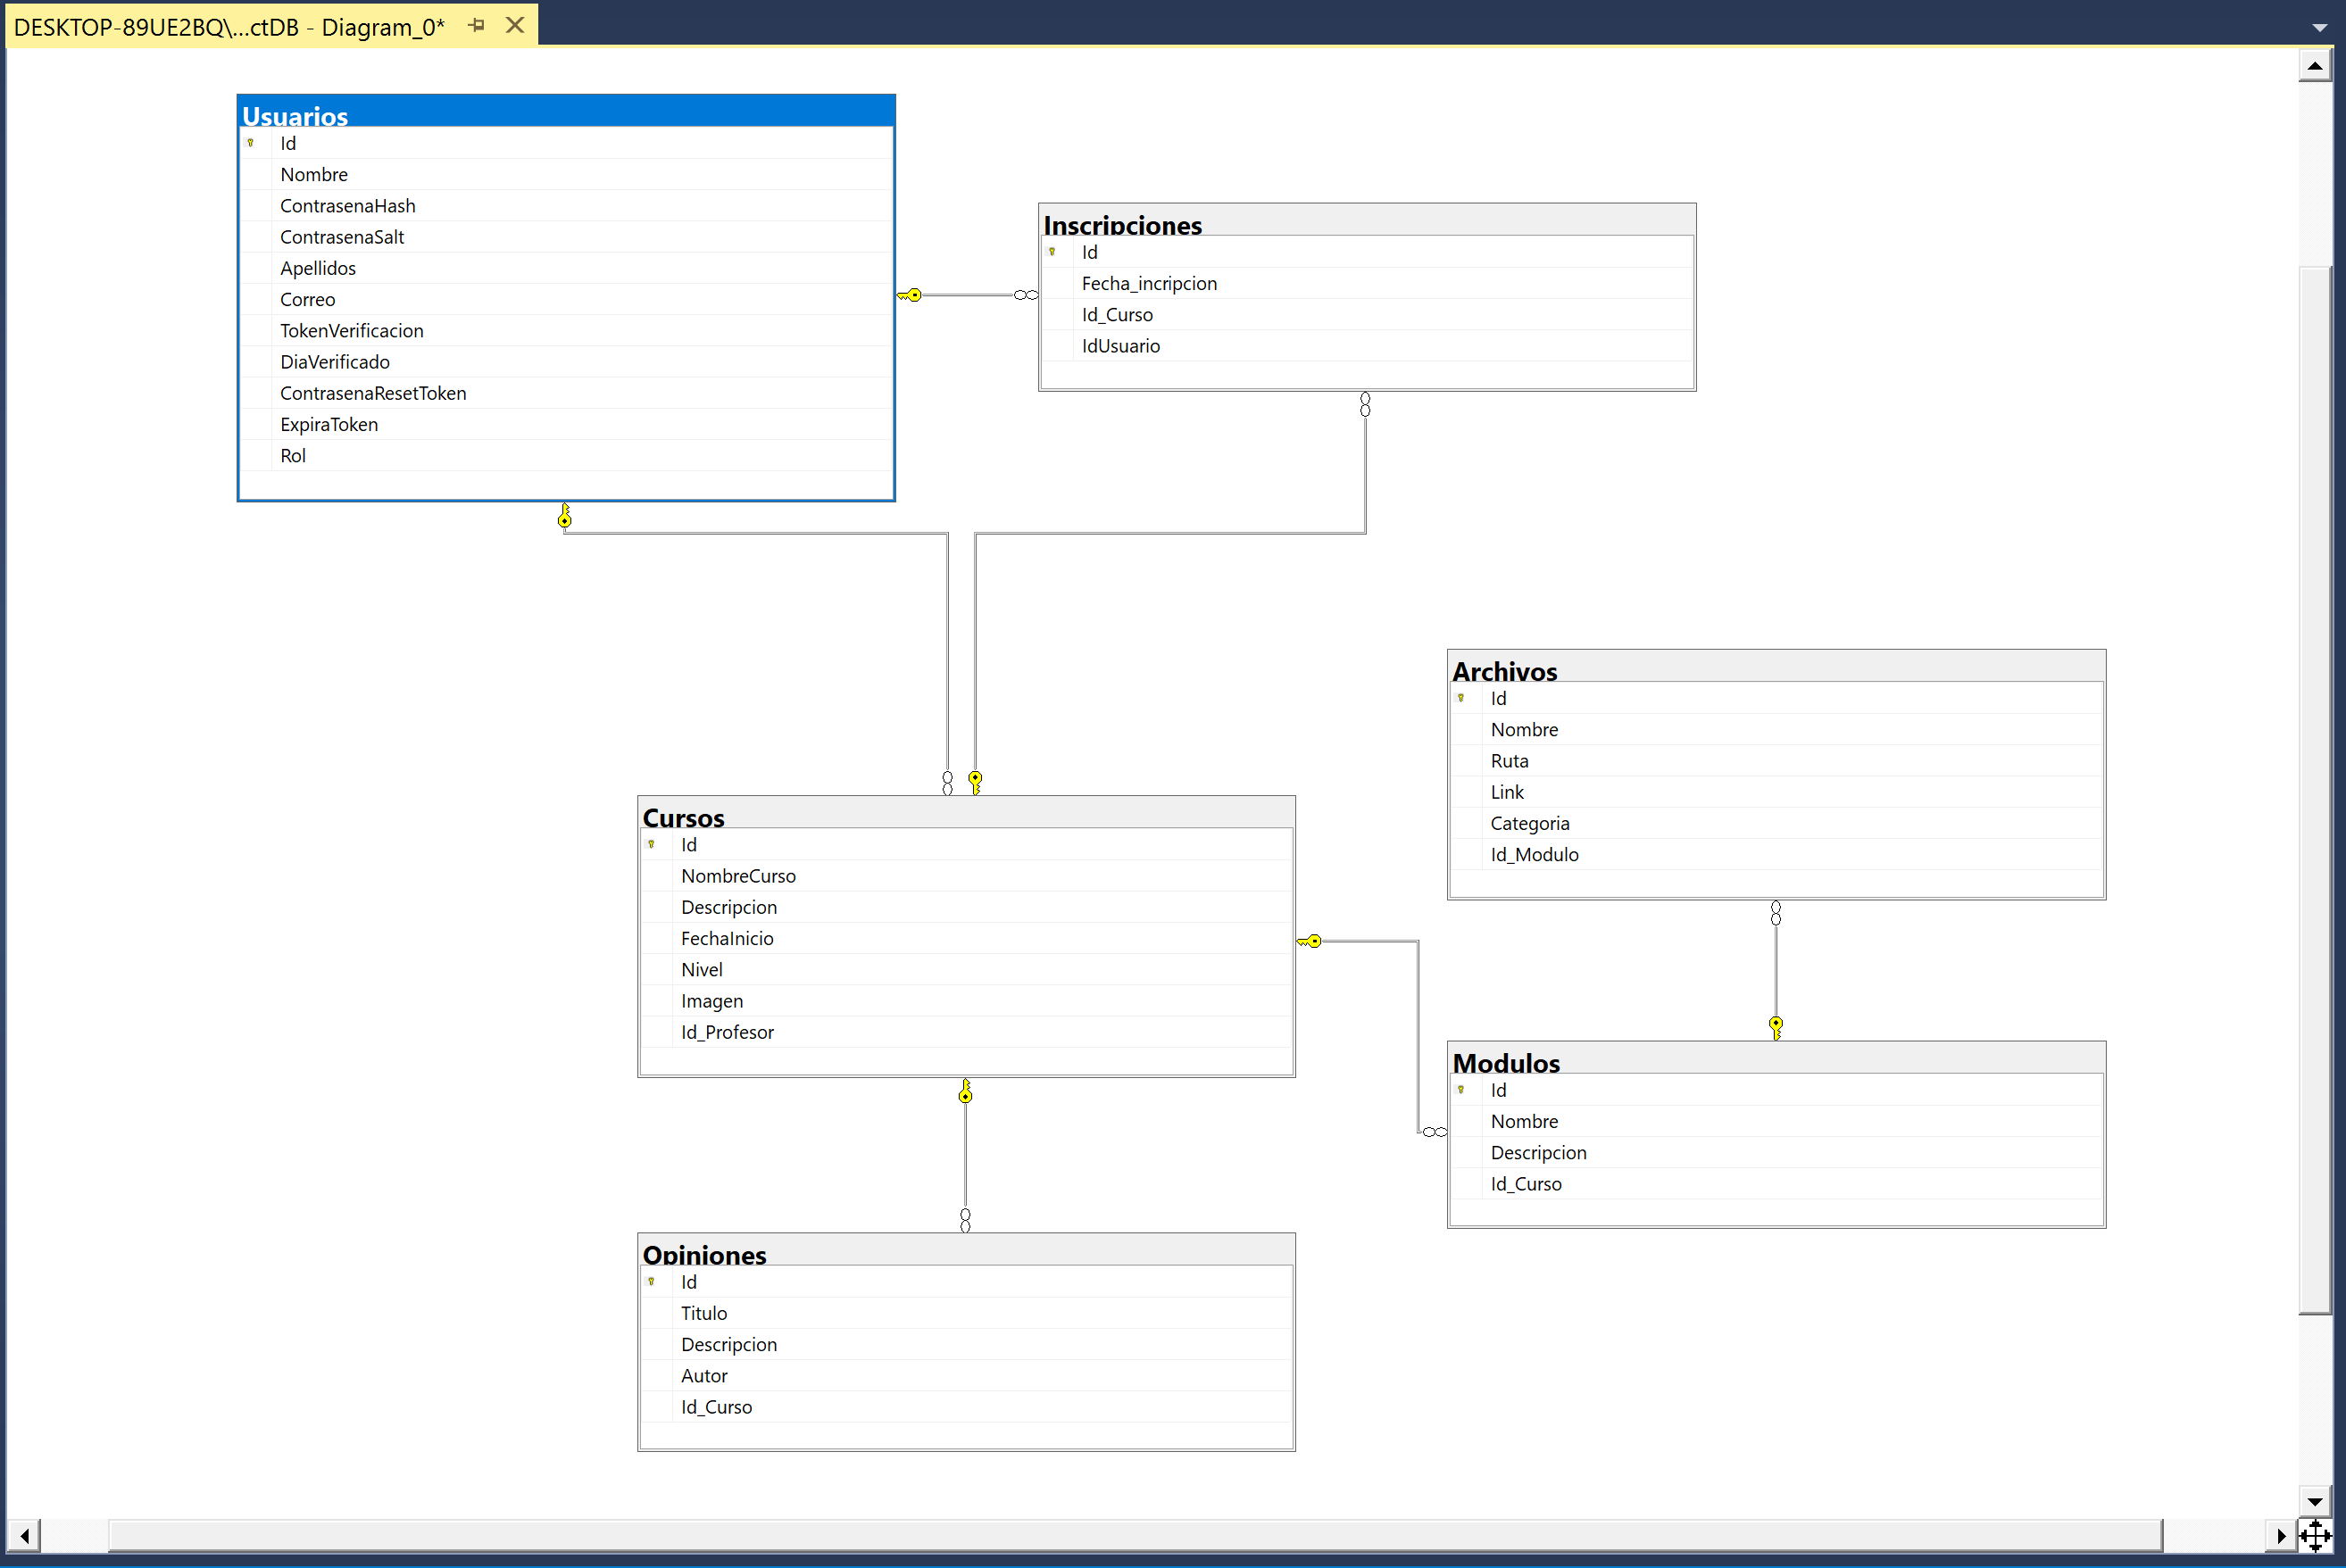 DESKTOP-89UE2BQ\...ctDB - Diagram_0*
Usuarios
Id
Nombre
ContrasenaHash
ContrasenaSalt
Apellidos
Correo
TokenVerificacion
DiaVerificado
ContrasenaResetToken
ExpiraToken
Rol
Inscripciones
Id
Fecha_incripcion
Id_Curso
IdUsuario
Archivos
Id
Nombre
Ruta
Link
Categoria
Id_Modulo
Cursos
Id
NombreCurso
Descripcion
FechaInicio
Nivel
Imagen
Id_Profesor
Modulos
Id
Nombre
Descripcion
Id_Curso
Opiniones
Id
Titulo
Descripcion
Autor
Id_Curso